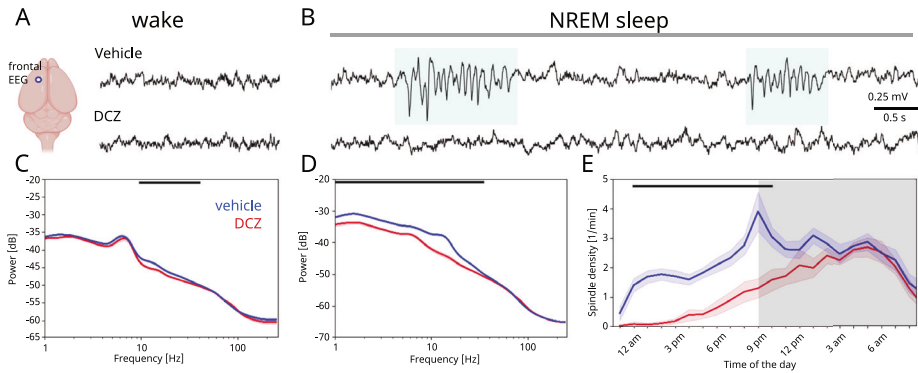 A
wake
B
NREM sleep
frontal
EEG
Vehicle
DCZ
0.25 mV
0.5 s
C
-20
-25
-30
-35
-40
-45
-50
-55
-60
-65
Power [dB]
vehicle
DCZ
1
10
100
Frequency [Hz]
D
-20
-30
-40
-50
-60
-70
Power [dB]
1
10
100
Frequency [Hz]
E
5
4
3
2
1
0
Spindle density [1/min]
12 am
3 pm
6 pm
9 pm
12 pm
3 am
6 am
Time of the day